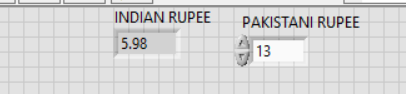 INDIAN RUPEE
5.98
PAKISTANI RUPEE
13